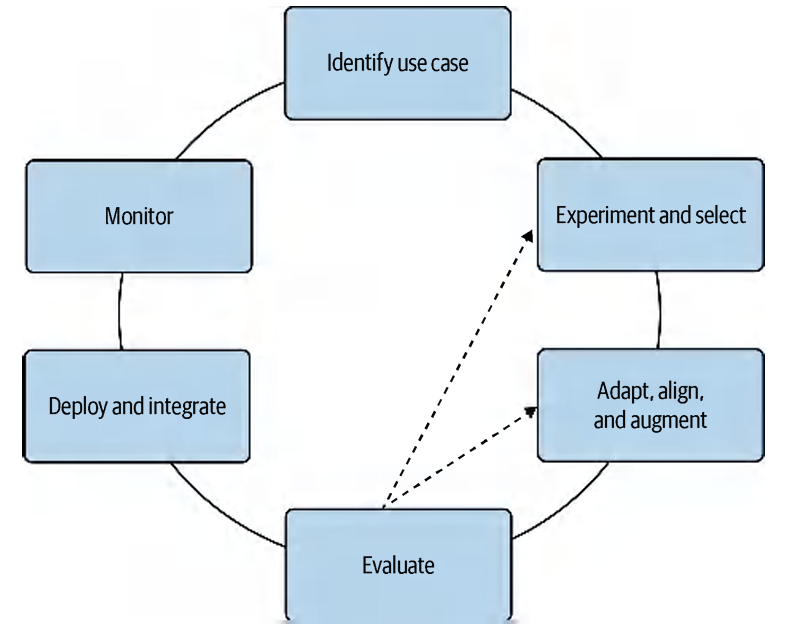 Identify use case
Monitor
Experiment and select
Deploy and integrate
Adapt, align,
and augment
Evaluate